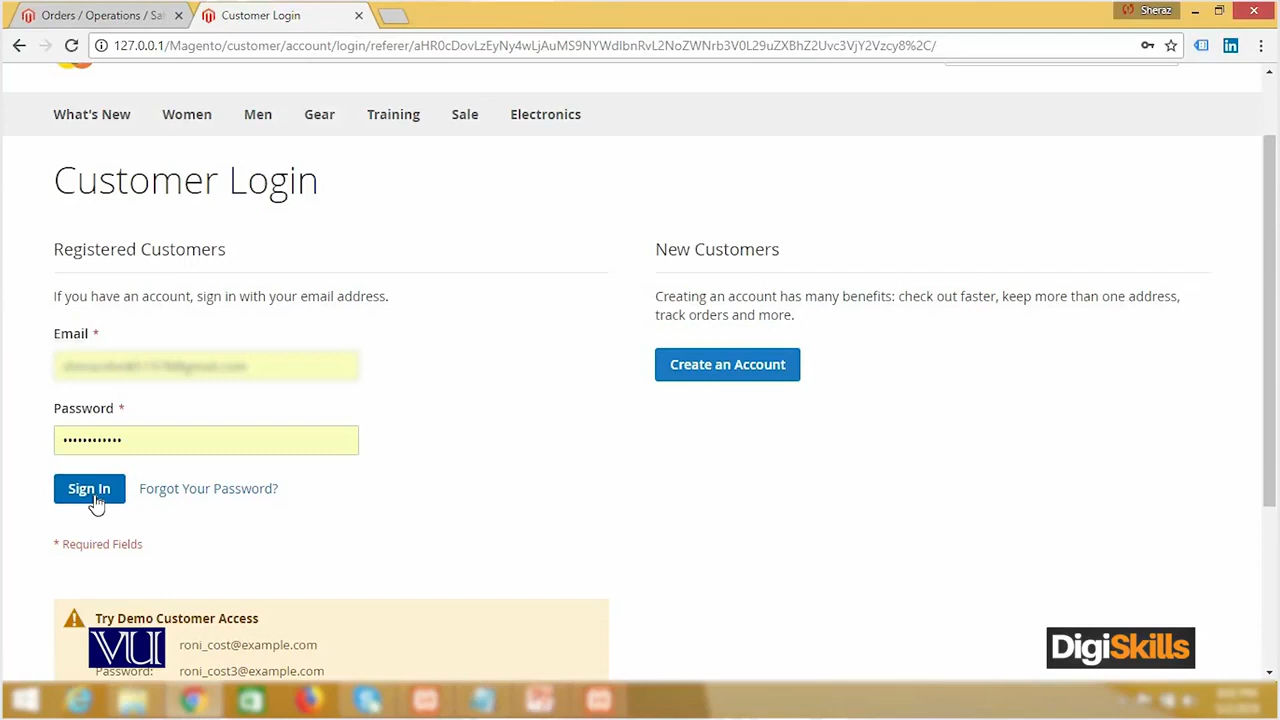 Orders / Operations / Sal
Customer Login
Sheraz
127.0.0.1/Magento/customer/account/login/referer/aHR0cDovLzEyNy4wLjAuMS9NYWdlbnRvL2NoZWNrb3V0L29uZXBhZ2Uvc3VjY2Vzcy8%2C/
What's New
Women
Men
Gear
Training
Sale
Electronics
Customer Login
Registered Customers
If you have an account, sign in with your email address.
Email *
Password *
••••••••••••
Sign In
Forgot Your Password?
* Required Fields
New Customers
Creating an account has many benefits: check out faster, keep more than one address,
track orders and more.
Create an Account
Try Demo Customer Access
VU
roni_cost@example.com
Password:
roni_cost3@example.com
DigiSkills